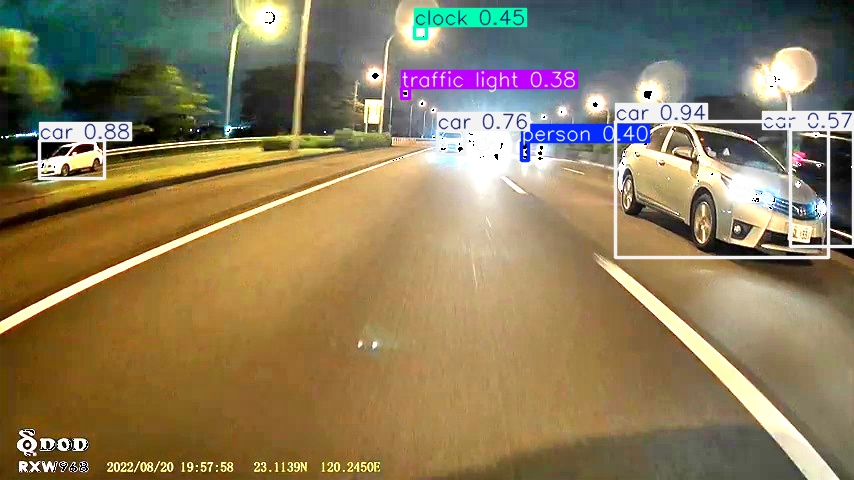 clock 0.45
traffic light 0.38
car 0.94
car 0.76
car 0.57
car 0.88
person 0.40
DOD
2022/08/20 19:57:58 23.1139N 120.2450E